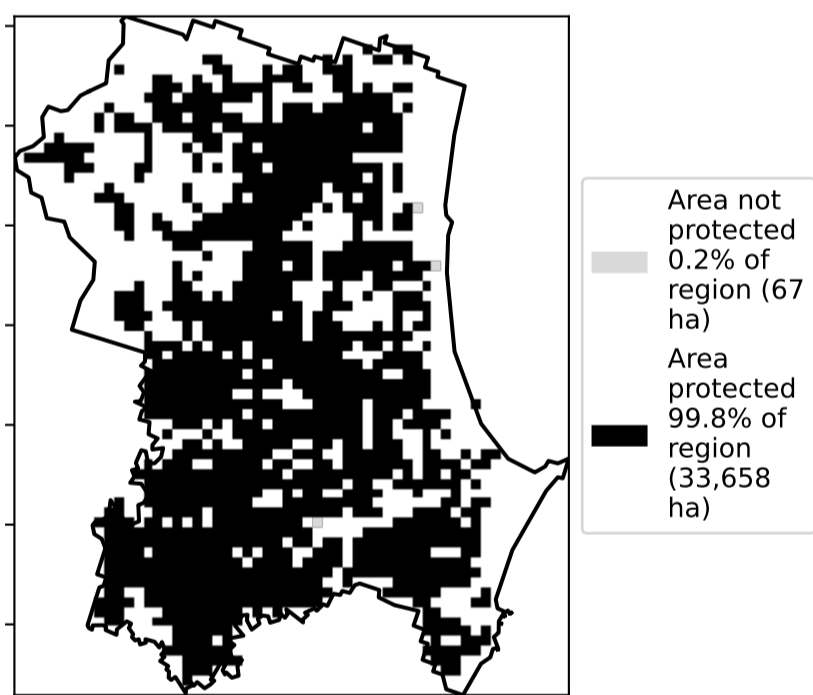 Area not
protected
0.2% of
region (67
ha)
Area
protected
99.8% of
region
(33,658
ha)